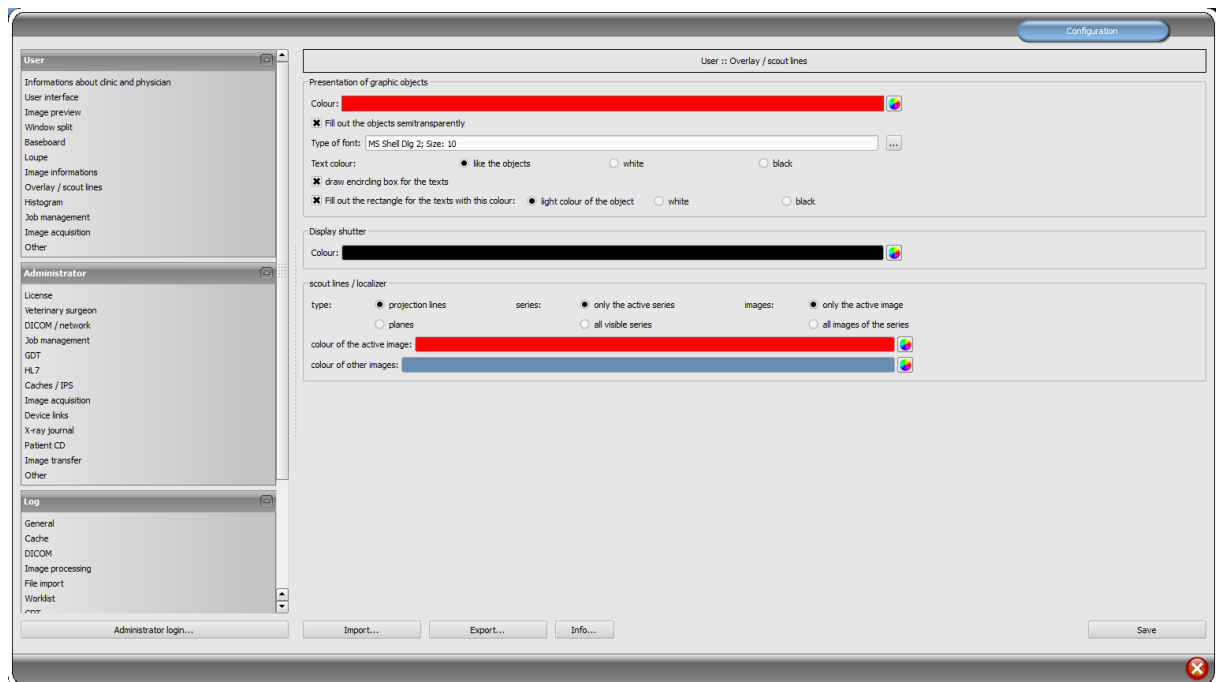 Configuration
User
Informations about clinic and physician
User interface
Image preview
Window split
Baseboard
Loupe
Image informations
Overlay / scout lines
Histogram
Job management
Image acquisition
Other
Administrator
License
Veterinary surgeon
DICOM / network
Job management
GDT
HL7
Caches / IPS
Image acquisition
Device links
X-ray journal
Patient CD
Image transfer
Other
Log
General
Cache
DICOM
Image processing
File import
Worklist
Administrator login...
User :: Overlay / scout lines
Presentation of graphic objects
Colour:
Fill out the objects semitransparently
Type of font: MS Shell Dlg 2; Size: 10 ...
Text colour: like the objects white black
draw encirding box for the texts
Fill out the rectangle for the texts with this colour: light colour of the object white black
Display shutter
Colour:
scout lines / localizer
type: projection lines series: only the active series images: only the active image
planes all visible series all images of the series
colour of the active image:
colour of other images:
Import... Export... Info... Save